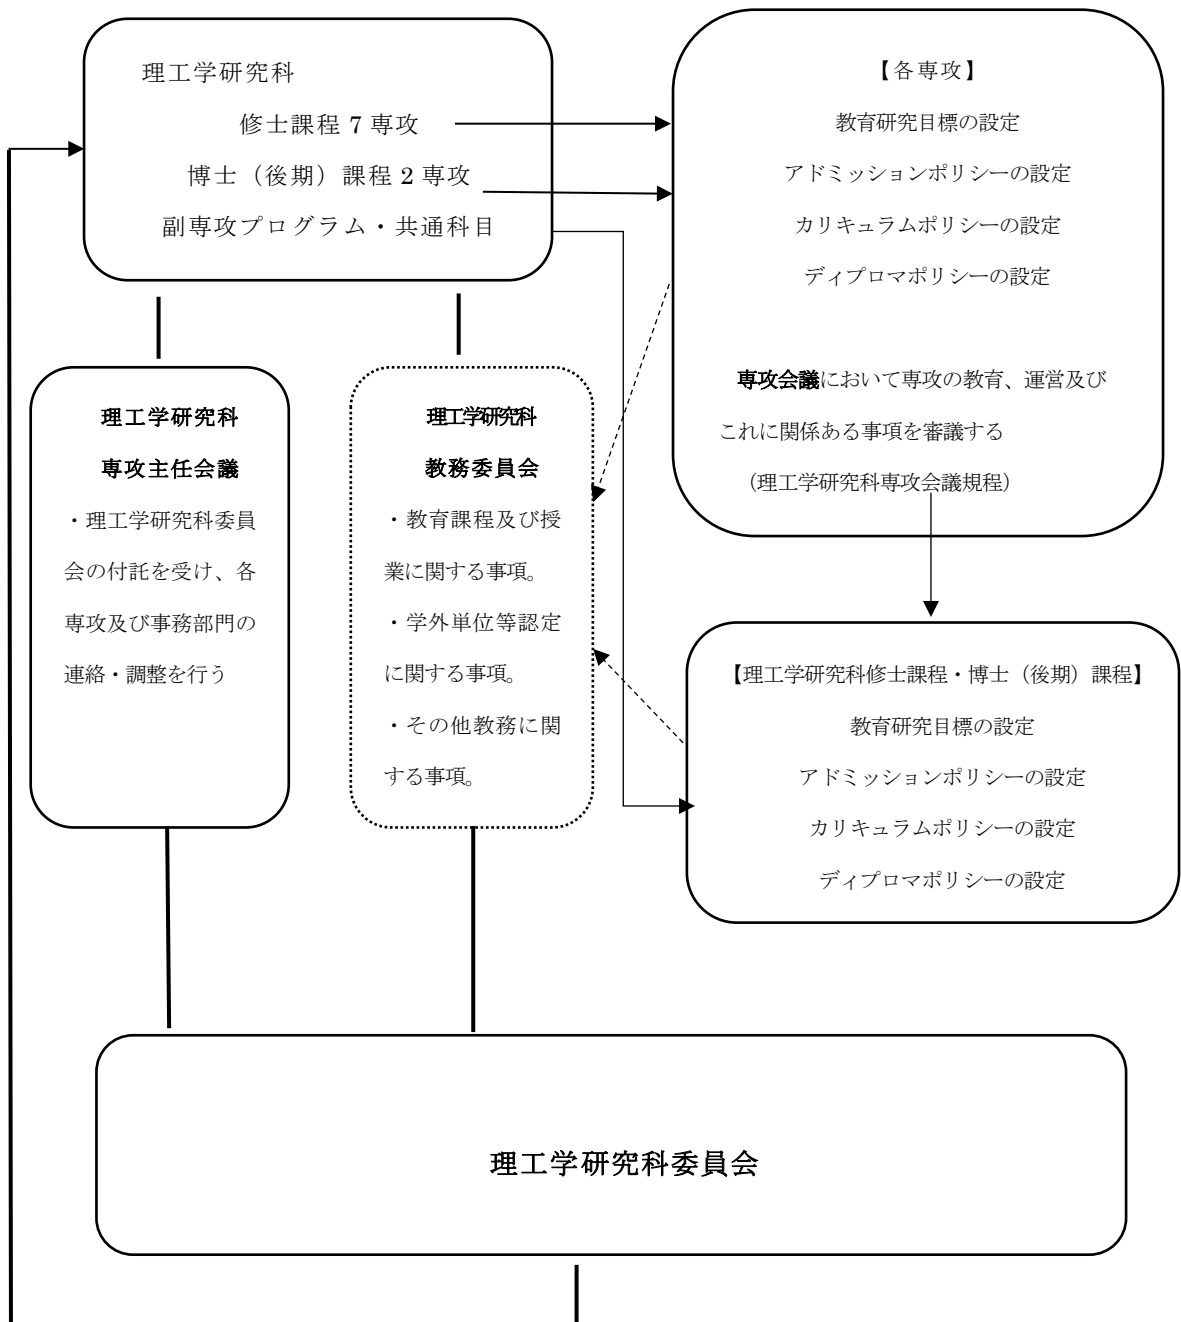 理工学研究科
修士課程 7 専攻
博士（後期）課程 2 専攻
副専攻プログラム・共通科目
【各専攻】
教育研究目標の設定
アドミッションポリシーの設定
カリキュラムポリシーの設定
ディプロマポリシーの設定
専攻会議において専攻の教育、運営及び
これに関係ある事項を審議する
（理工学研究科専攻会議規程）
理工学研究科
専攻主任会議
・理工学研究科委員
会の付託を受け、各
専攻及び事務部門の
連絡・調整を行う
理工学研究科
教務委員会
・教育課程及び授
業に関する事項。
・学外単位等認定
に関する事項。
・その他教務に関
する事項。
【理工学研究科修士課程・博士（後期）課程】
教育研究目標の設定
アドミッションポリシーの設定
カリキュラムポリシーの設定
ディプロマポリシーの設定
理工学研究科委員会